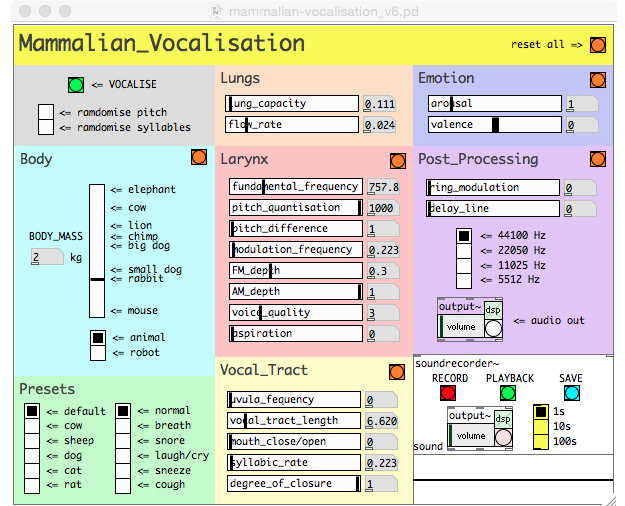 mammalian-vocalisation_v6.pd
Mammalian_Vocalisation
reset all =>
<= VOCALISE
<= ramdomise pitch
<= ramdomise syllables
Lungs
lung_capacity 0.111
flow_rate 0.024
Emotion
arousal 1
valence 0
Body
<= elephant
<= cow
<= lion
<= chimp
<= big dog
<= small dog
<= rabbit
<= mouse
BODY_MASS
2 kg
<= animal
<= robot
Larynx
fundamental_frequency 757.8
pitch_quantisation 1000
pitch_difference 1
modulation_frequency 0.223
FM_depth 0.3
AM_depth 1
voice_quality 3
aspiration 0
Post_Processing
ring_modulation 0
delay_line 0
<= 44100 Hz
<= 22050 Hz
<= 11025 Hz
<= 5512 Hz
output~ dsp
volume
<= audio out
Presets
<= default
<= cow
<= sheep
<= dog
<= cat
<= rat
<= normal
<= breath
<= snore
<= laugh/cry
<= sneeze
<= cough
Vocal_Tract
uvula_fequency 0
vocal_tract_length 6.620
mouth_close/open 0
syllabic_rate 0.223
degree_of_closure 1
soundrecorder~
RECORD PLAYBACK SAVE
output~ dsp
volume
sound
1s
10s
100s